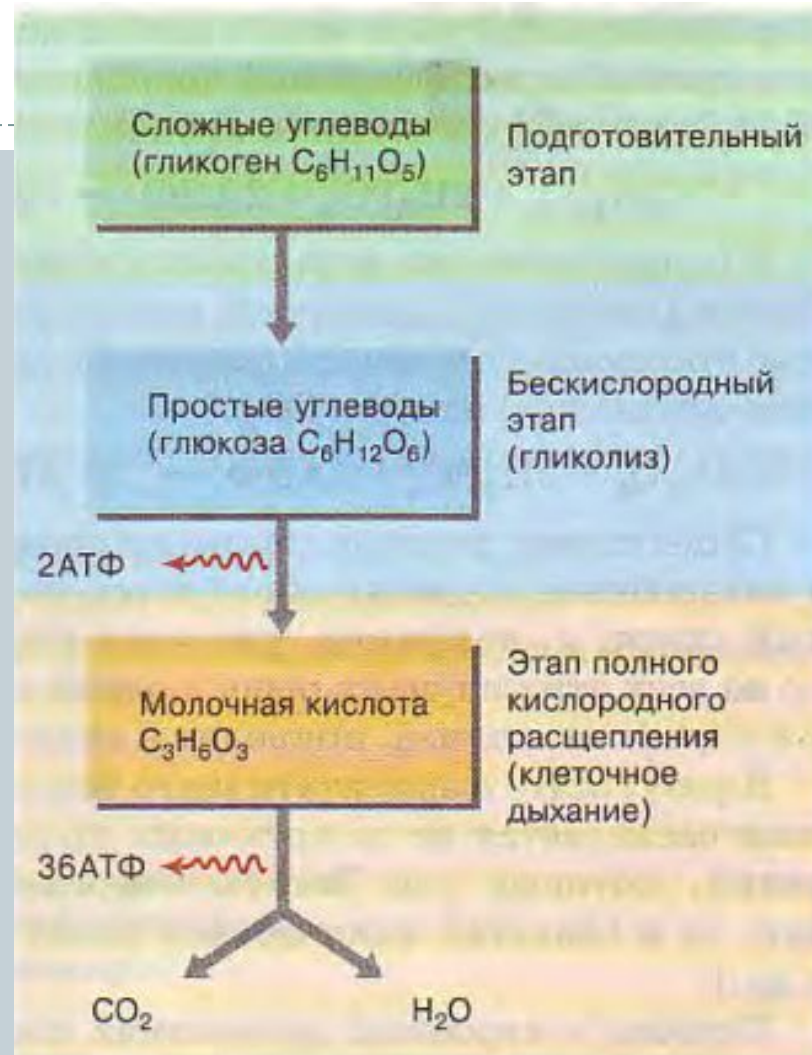 Сложные углеводы
(гликоген C₆H₁₁O₅)
Подготовительный
этап
Простые углеводы
(глюкоза C₆H₁₂O₆)
Бескислородный
этап
(гликолиз)
2АТФ
Молочная кислота
C₃H₆O₃
Этап полного
кислородного
расщепления
(клеточное
дыхание)
36АТФ
CO₂
H₂O